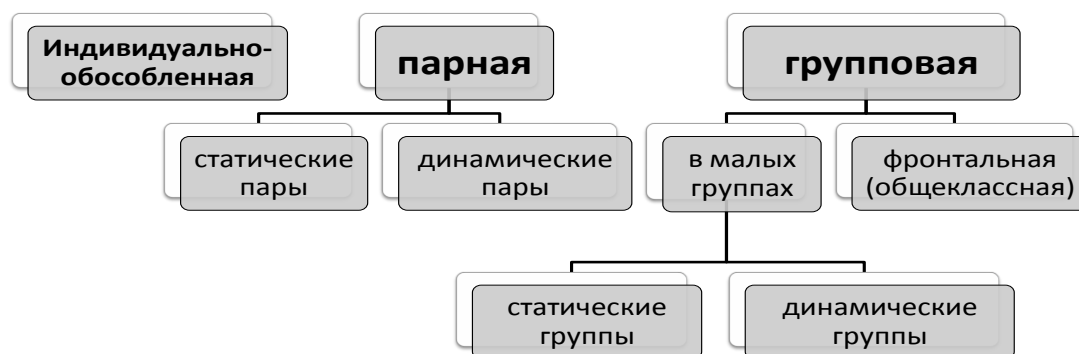 Индивидуально-
обособленная
парная
групповая
статические
пары
динамические
пары
в малых
группах
фронтальная
(общеклассная)
статические
группы
динамические
группы